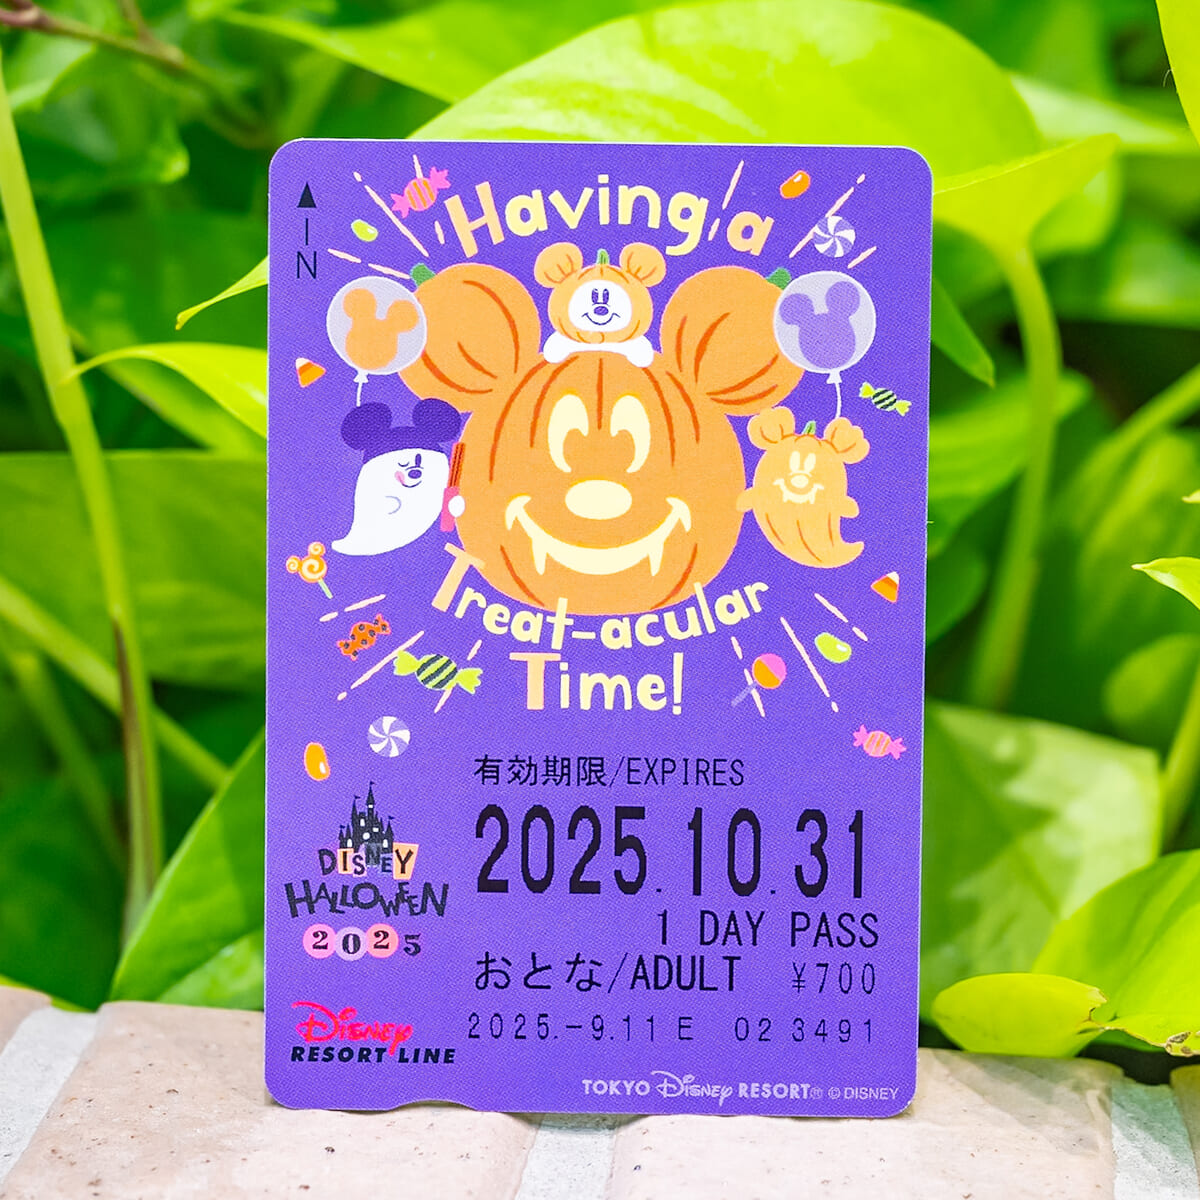 Having a
IN
Treat-acular
Time!
有効期限/EXPIRES
2025.10.31
1 DAY PASS
おとな/ADULT ¥700
2025.-9.11 E 02 3491
DISNEY
HALLOWEEN
2025
Disney
RESORT LINE
TOKYO Disney RESORT® © DISNEY